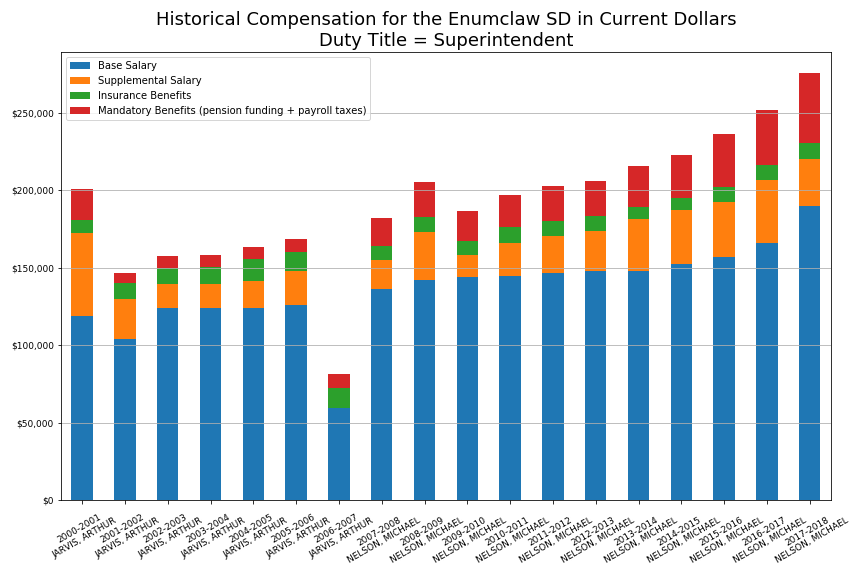 Historical Compensation for the Enumclaw SD in Current Dollars
Duty Title = Superintendent
Base Salary
Supplemental Salary
Insurance Benefits
Mandatory Benefits (pension funding + payroll taxes)
$250,000
$200,000
$150,000
$100,000
$50,000
$0
2000-2001
JARVIS, ARTHUR
2001-2002
JARVIS, ARTHUR
2002-2003
JARVIS, ARTHUR
2003-2004
JARVIS, ARTHUR
2004-2005
JARVIS, ARTHUR
2005-2006
JARVIS, ARTHUR
2006-2007
JARVIS, ARTHUR
2007-2008
NELSON, MICHAEL
2008-2009
NELSON, MICHAEL
2009-2010
NELSON, MICHAEL
2010-2011
NELSON, MICHAEL
2011-2012
NELSON, MICHAEL
2012-2013
NELSON, MICHAEL
2013-2014
NELSON, MICHAEL
2014-2015
NELSON, MICHAEL
2015-2016
NELSON, MICHAEL
2016-2017
NELSON, MICHAEL
2017-2018
NELSON, MICHAEL